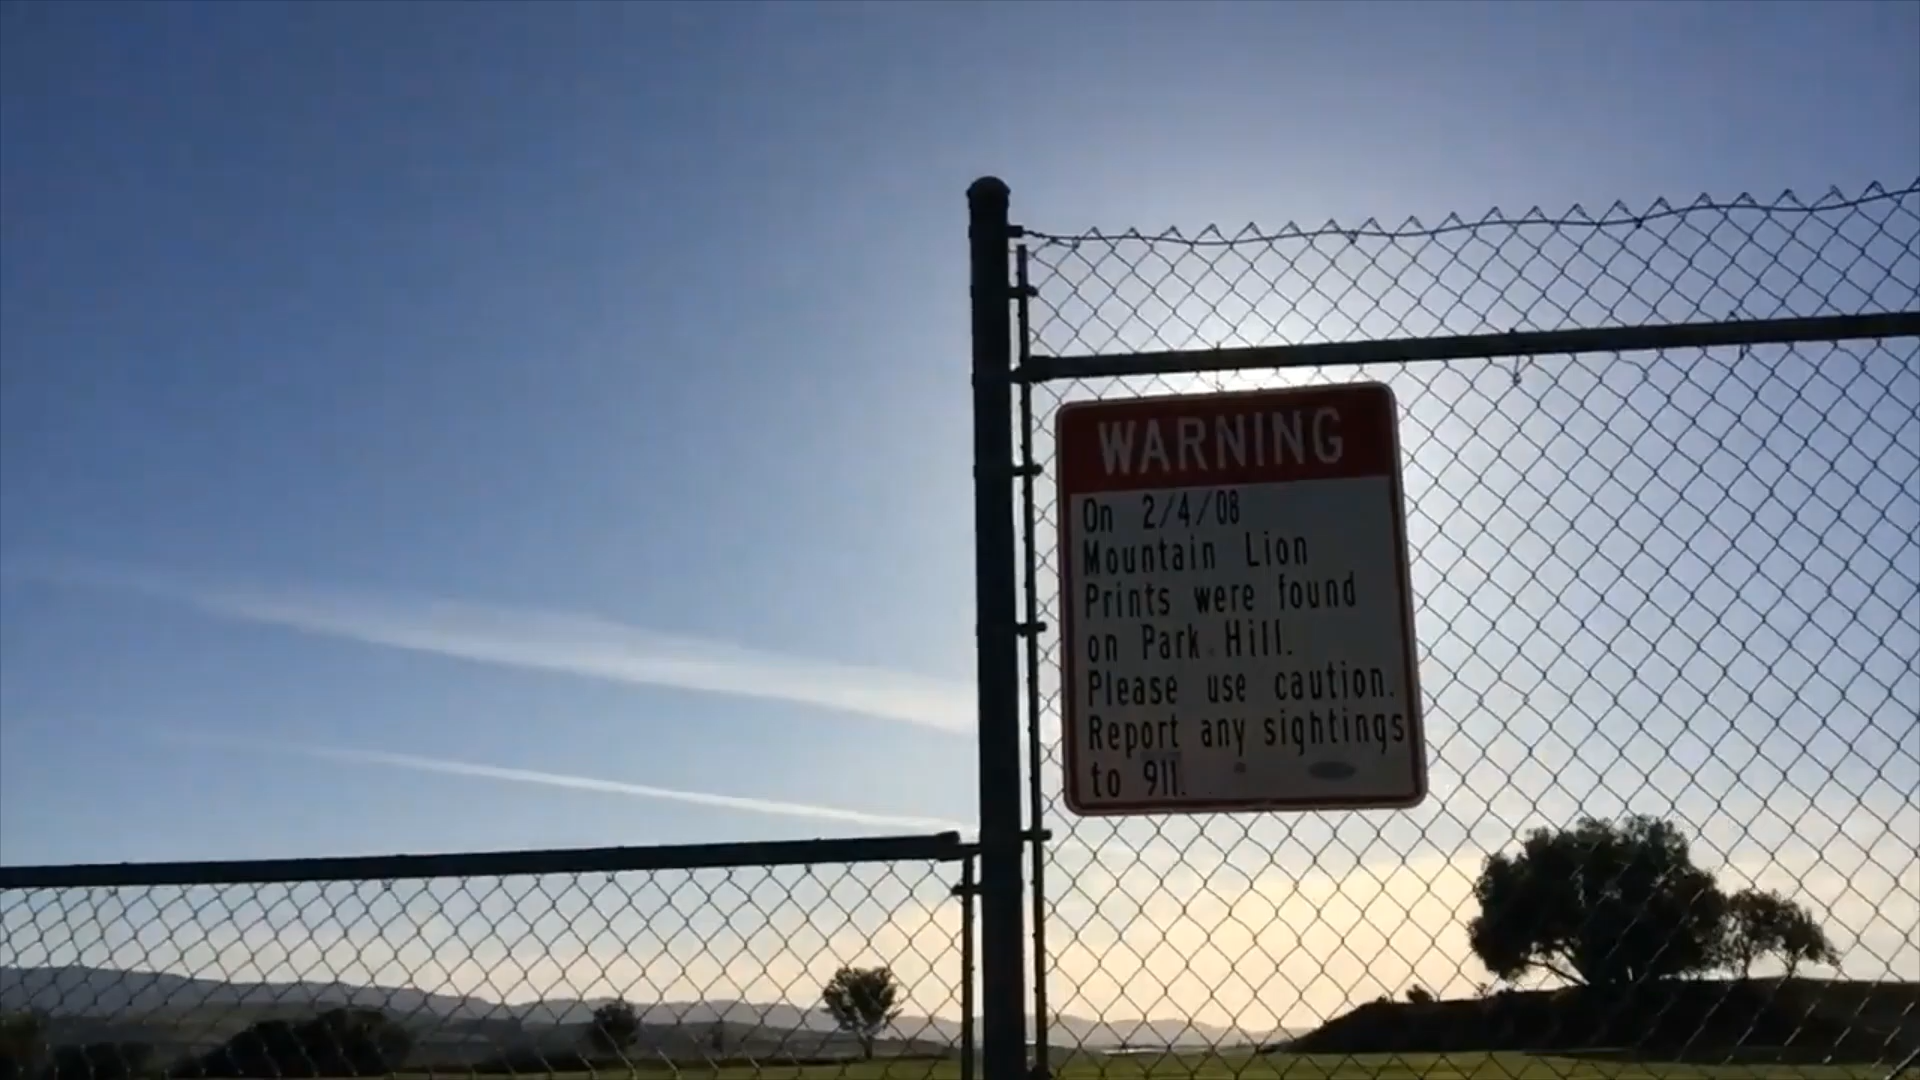 WARNING
On 2/4/08
Mountain Lion
Prints were found
on Park Hill.
Please use caution.
Report any sightings
to 911.